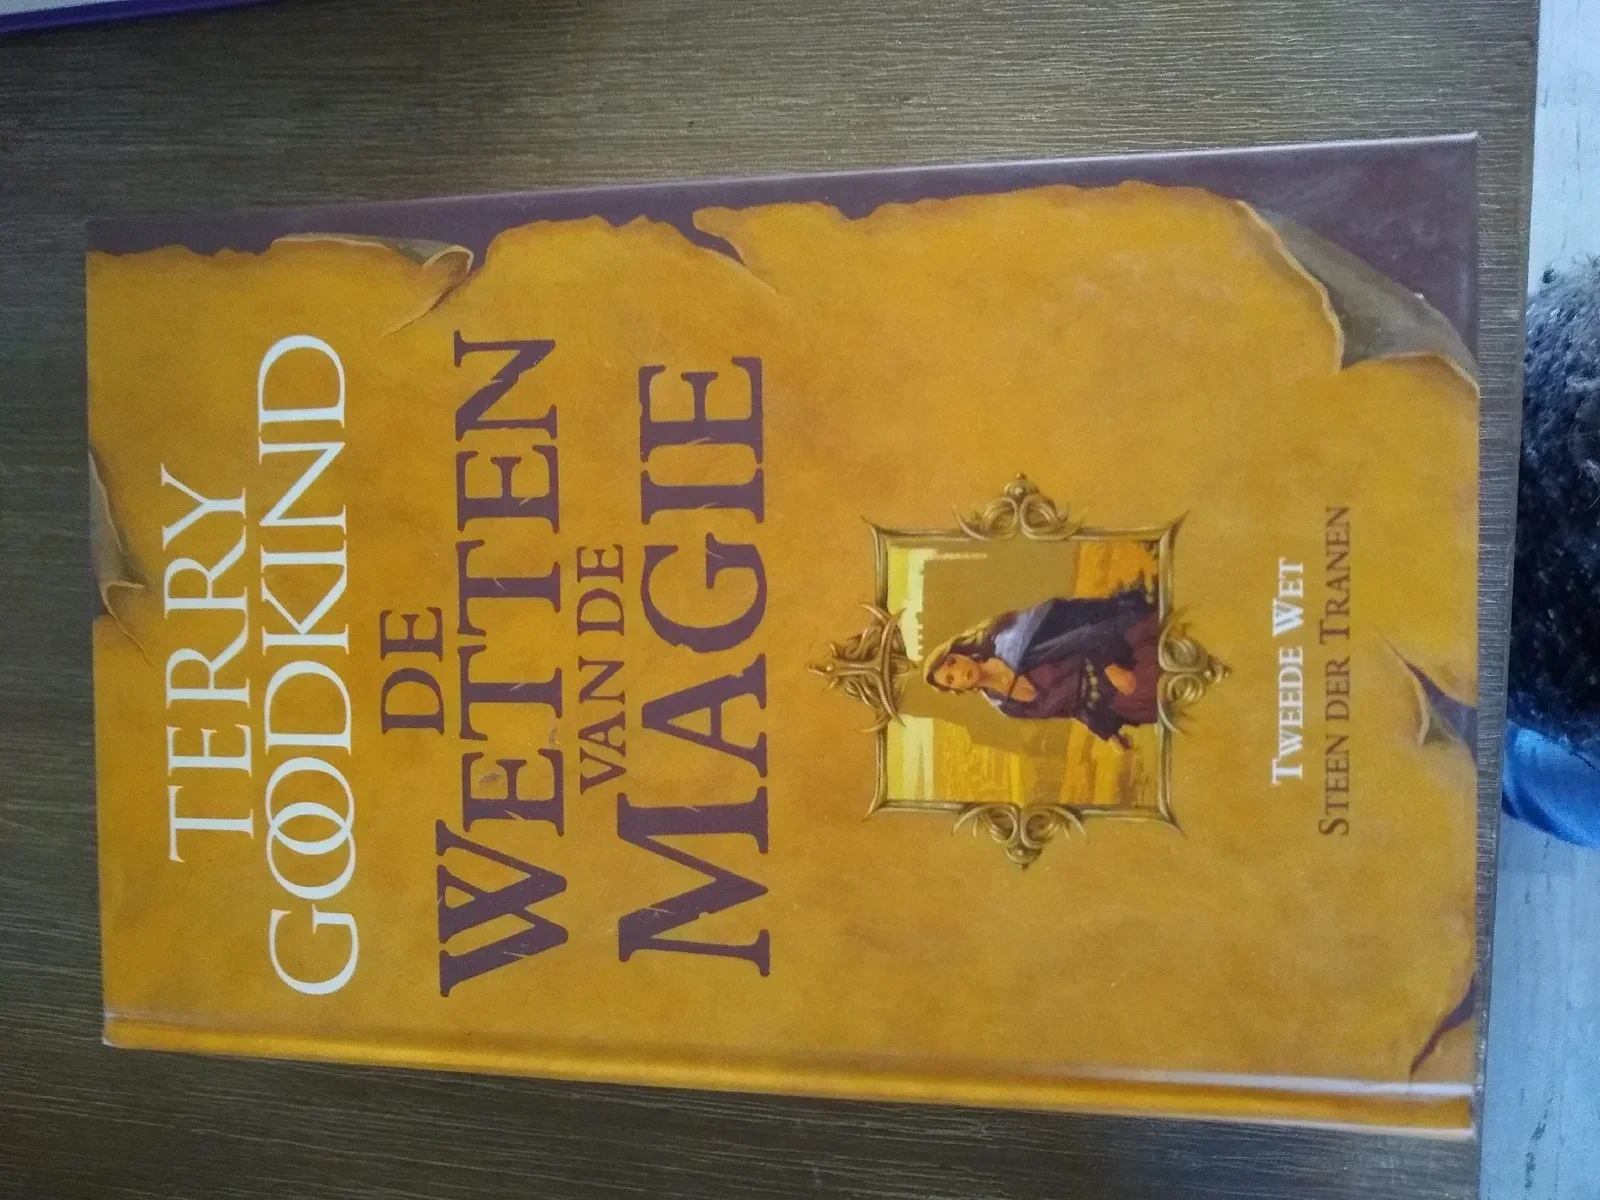 TERRY
GOODKIND
DE
WETTEN
VAN DE
MAGIE
TWEEDE WET
STEEN DER TRANEN